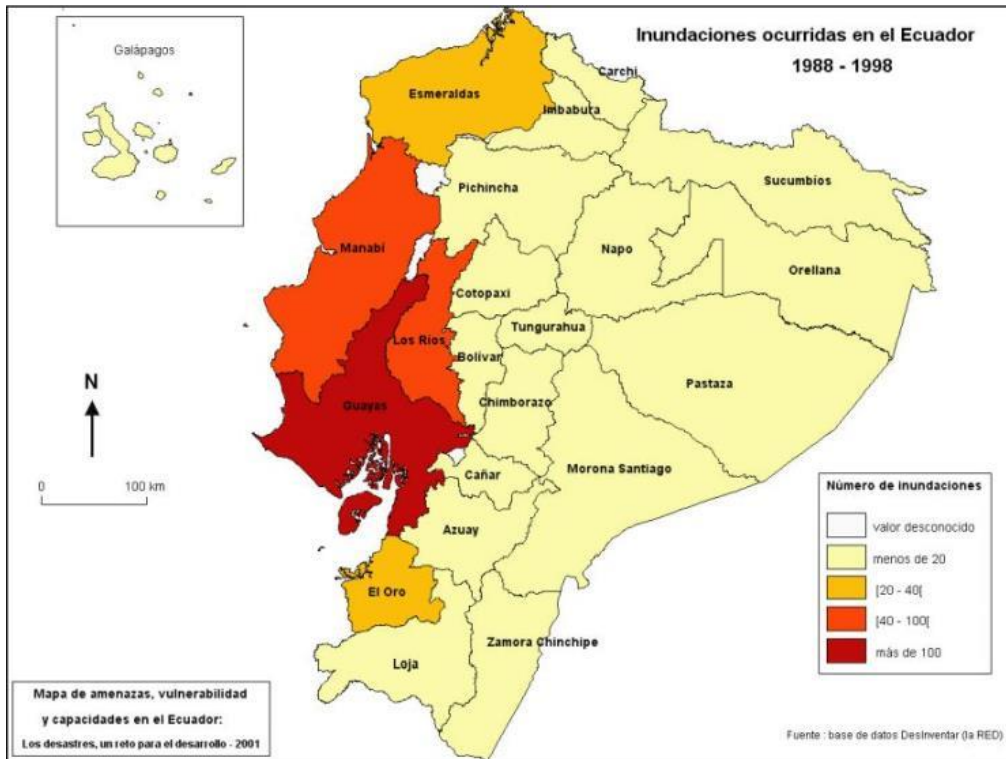 Galápagos
Inundaciones ocurridas en el Ecuador
1988 - 1998
Carchi
Esmeraldas
Imbabura
Pichincha
Sucumbíos
Manabí
Napo
Orellana
Cotopaxi
Tungurahua
Los Ríos
Bolívar
Pastaza
Chimborazo
Guayas
N
0 100 km
Morona Santiago
Cañar
Azuay
El Oro
Zamora Chinchipe
Loja
Número de inundaciones
valor desconocido
menos de 20
[20 - 40[
[40 - 100[
más de 100
Mapa de amenazas, vulnerabilidad
y capacidades en el Ecuador:
Los desastres, un reto para el desarrollo - 2001
Fuente : base de datos DesInventar (la RED)